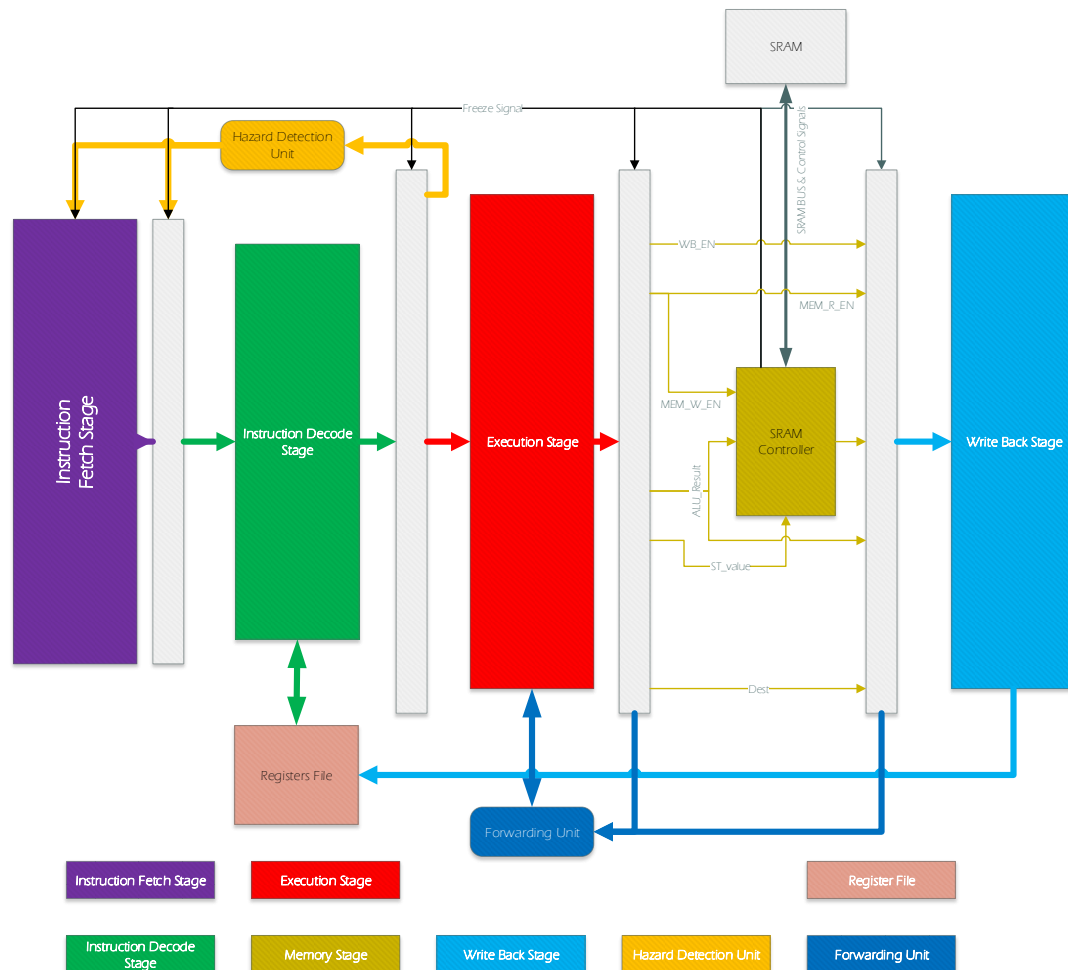 SRAM
Freeze Signal
SRAM BUS & Control Signals
Hazard Detection
Unit
WB_EN
MEM_R_EN
MEM_W_EN
Instruction
Fetch Stage
Instruction Decode
Stage
Execution Stage
SRAM
Controller
Write Back Stage
ALU_Result
ST_value
Dest
Registers File
Forwarding Unit
Instruction Fetch Stage
Execution Stage
Register File
Instruction Decode
Stage
Memory Stage
Write Back Stage
Hazard Detection Unit
Forwarding Unit